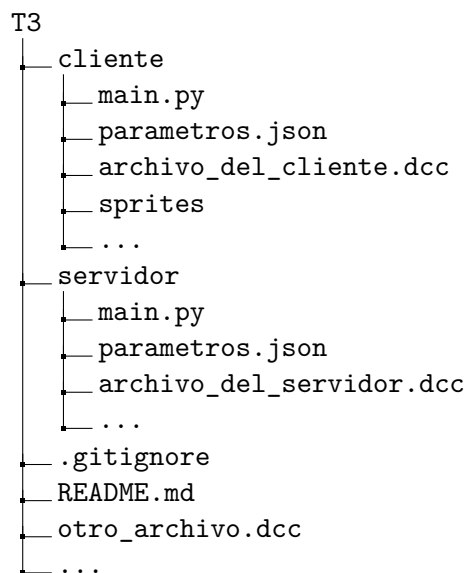 T3
cliente
main.py
parametros.json
archivo_del_cliente.dcc
sprites
...
servidor
main.py
parametros.json
archivo_del_servidor.dcc
...
.gitignore
README.md
otro_archivo.dcc
...